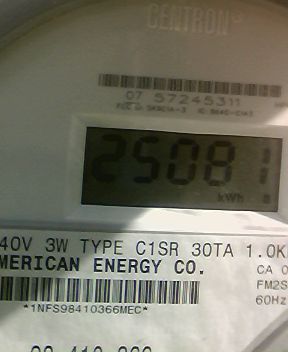 CENTRON
07 57245311
25081
kWh
40V 3W TYPE C1SR 30TA 1.0K
MERICAN ENERGY CO.
CA 0
FM2S
60Hz
*1NFS98410366MEC*